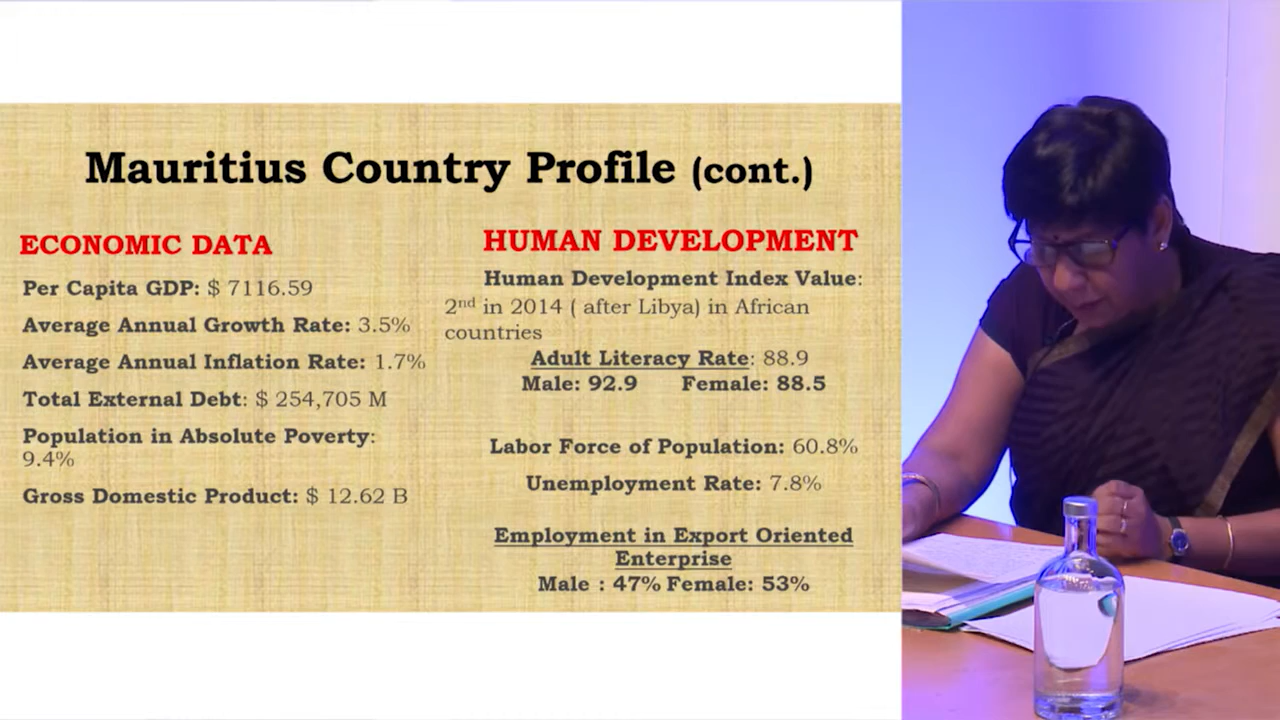 Mauritius Country Profile (cont.)
ECONOMIC DATA
Per Capita GDP: $ 7116.59
Average Annual Growth Rate: 3.5%
Average Annual Inflation Rate: 1.7%
Total External Debt: $ 254,705 M
Population in Absolute Poverty:
9.4%
Gross Domestic Product: $ 12.62 B
HUMAN DEVELOPMENT
Human Development Index Value:
2nd in 2014 ( after Libya) in African
countries
Adult Literacy Rate: 88.9
Male: 92.9 Female: 88.5
Labor Force of Population: 60.8%
Unemployment Rate: 7.8%
Employment in Export Oriented
Enterprise
Male : 47% Female: 53%